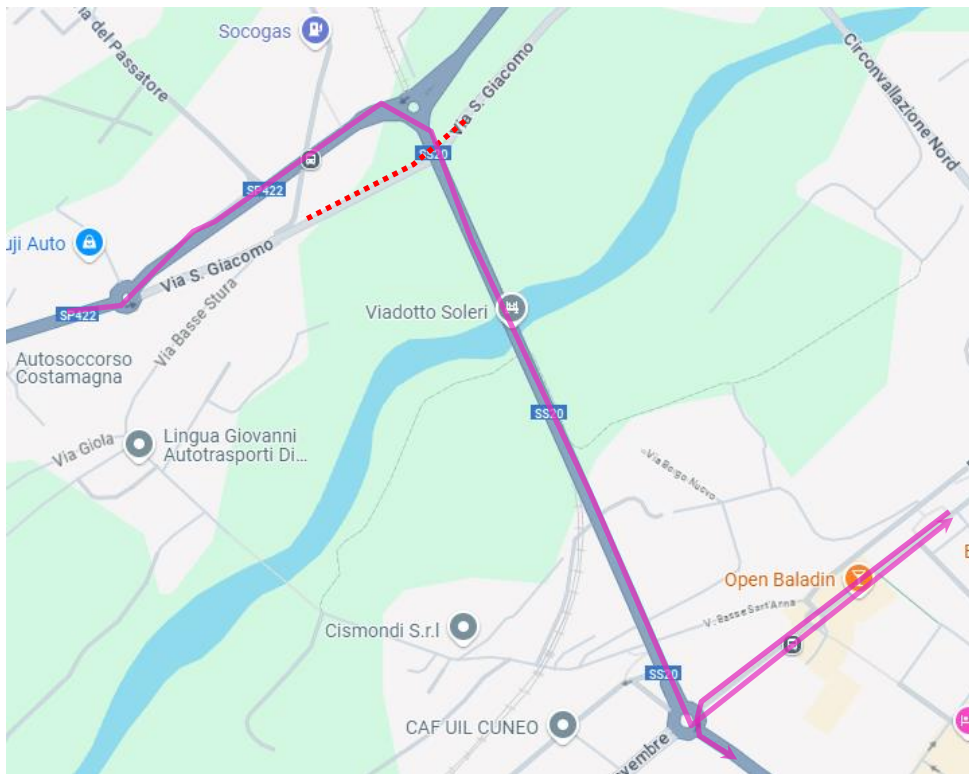 Socogas
ia del Passatore
Via S. Giacomo
Circonvallazione Nord
SS20
SP422
uji Auto
Via S. Giacomo
SP422
Via Basse Stura
Viadotto Soleri
Autosoccorso
Costamagna
SS20
Via Giola
Lingua Giovanni
Autotrasporti Di...
Via Borgo Nuovo
Open Baladin
E
V. Basse Sant'Anna
Cismondi S.r.l
SS20
CAF UIL CUNEO
vembre